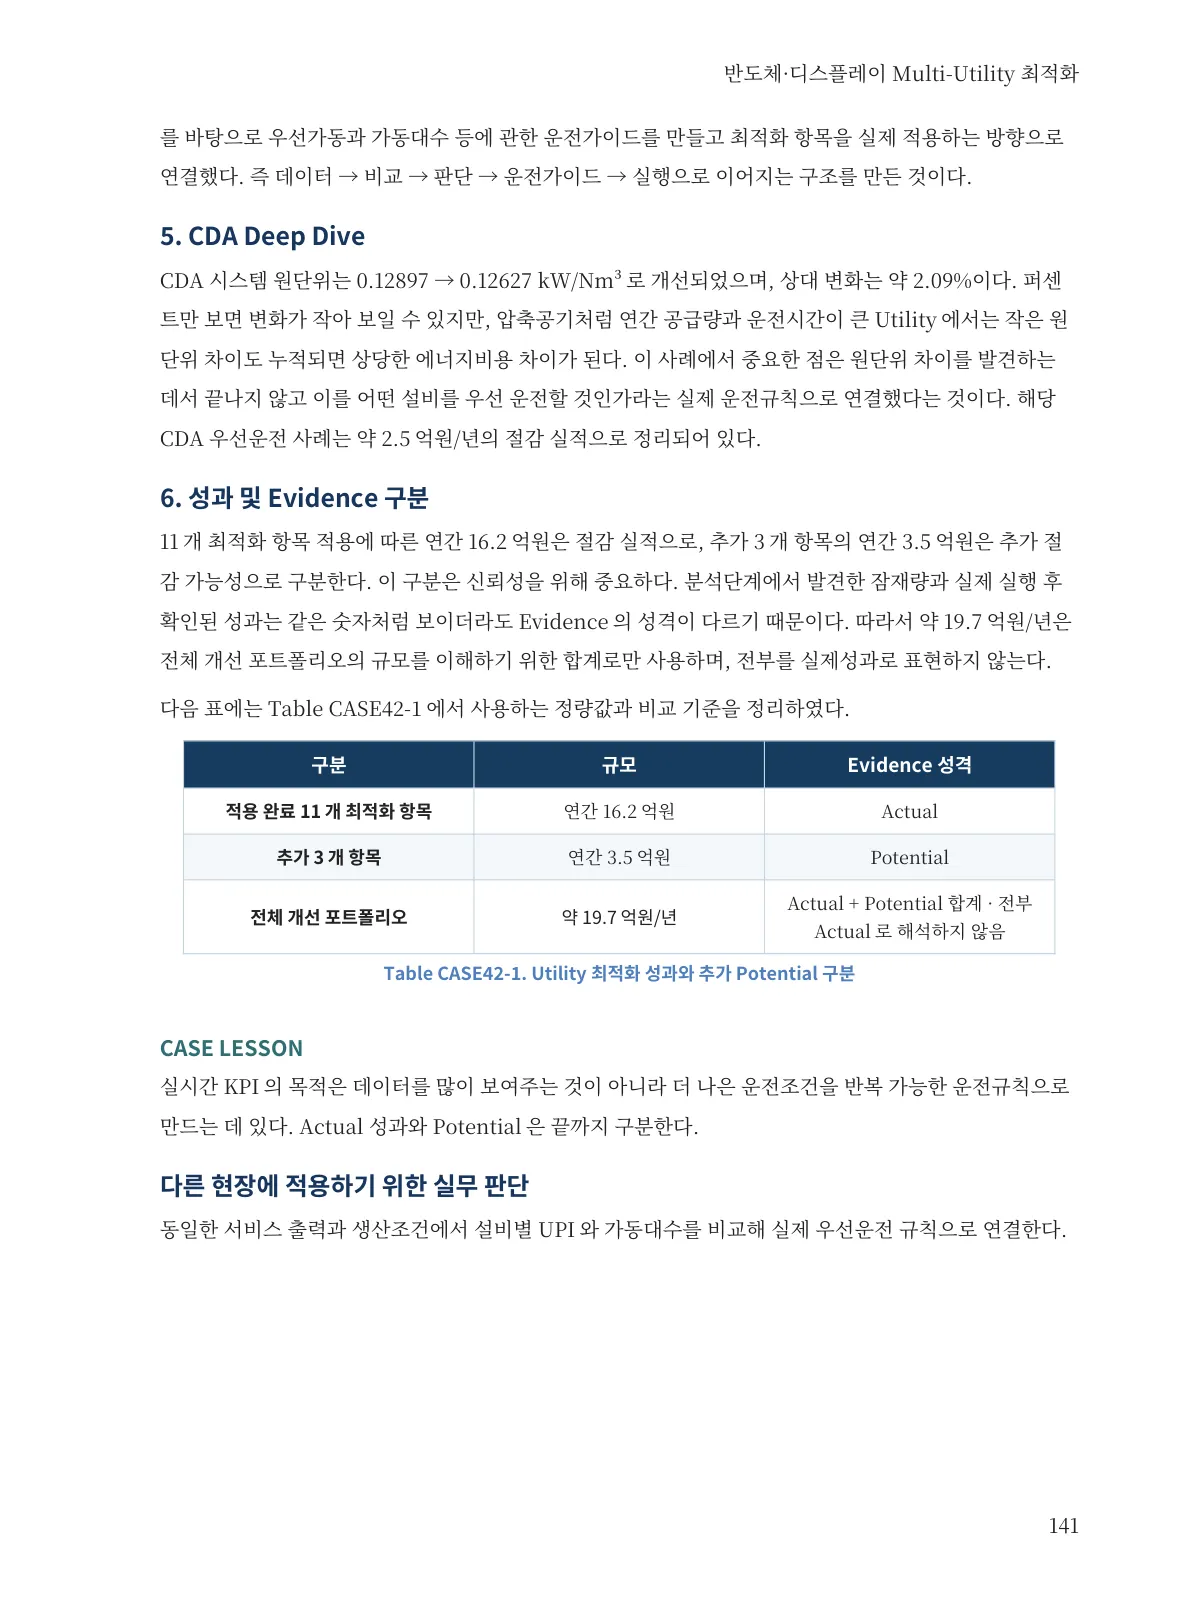 반도체·디스플레이 Multi-Utility 최적화
를 바탕으로 우선가동과 가동대수 등에 관한 운전가이드를 만들고 최적화 항목을 실제 적용하는 방향으로
연결했다. 즉 데이터 → 비교 → 판단 → 운전가이드 → 실행으로 이어지는 구조를 만든 것이다.
5. CDA Deep Dive
CDA 시스템 원단위는 0.12897 → 0.12627 kW/Nm³ 로 개선되었으며, 상대 변화는 약 2.09%이다. 퍼센
트만 보면 변화가 작아 보일 수 있지만, 압축공기처럼 연간 공급량과 운전시간이 큰 Utility 에서는 작은 원
단위 차이도 누적되면 상당한 에너지비용 차이가 된다. 이 사례에서 중요한 점은 원단위 차이를 발견하는
데서 끝나지 않고 이를 어떤 설비를 우선 운전할 것인가라는 실제 운전규칙으로 연결했다는 것이다. 해당
CDA 우선운전 사례는 약 2.5 억원/년의 절감 실적으로 정리되어 있다.
6. 성과 및 Evidence 구분
11 개 최적화 항목 적용에 따른 연간 16.2 억원은 절감 실적으로, 추가 3 개 항목의 연간 3.5 억원은 추가 절
감 가능성으로 구분한다. 이 구분은 신뢰성을 위해 중요하다. 분석단계에서 발견한 잠재량과 실제 실행 후
확인된 성과는 같은 숫자처럼 보이더라도 Evidence 의 성격이 다르기 때문이다. 따라서 약 19.7 억원/년은
전체 개선 포트폴리오의 규모를 이해하기 위한 합계로만 사용하며, 전부를 실제성과로 표현하지 않는다.
다음 표에는 Table CASE42-1 에서 사용하는 정량값과 비교 기준을 정리하였다.
구분 규모 Evidence 성격
적용 완료 11 개 최적화 항목 연간 16.2 억원 Actual
추가 3 개 항목 연간 3.5 억원 Potential
전체 개선 포트폴리오 약 19.7 억원/년 Actual + Potential 합계 · 전부
Actual 로 해석하지 않음
Table CASE42-1. Utility 최적화 성과와 추가 Potential 구분
CASE LESSON
실시간 KPI 의 목적은 데이터를 많이 보여주는 것이 아니라 더 나은 운전조건을 반복 가능한 운전규칙으로
만드는 데 있다. Actual 성과와 Potential 은 끝까지 구분한다.
다른 현장에 적용하기 위한 실무 판단
동일한 서비스 출력과 생산조건에서 설비별 UPI 와 가동대수를 비교해 실제 우선운전 규칙으로 연결한다.
141